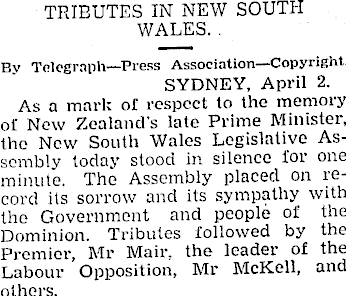 TRIBUTES IN NEW SOUTH
WALES.
By Telegraph—Press Association—Copyright.
SYDNEY, April 2.
As a mark of respect to the memory
of New Zealand's late Prime Minister,
the New South Wales Legislative As-
sembly today stood in silence for one
minute. The Assembly placed on re-
cord its sorrow and its sympathy with
the Government and people of the
Dominion. Tributes followed by the
Premier, Mr Mair, the leader of the
Labour Opposition, Mr McKell, and
others.